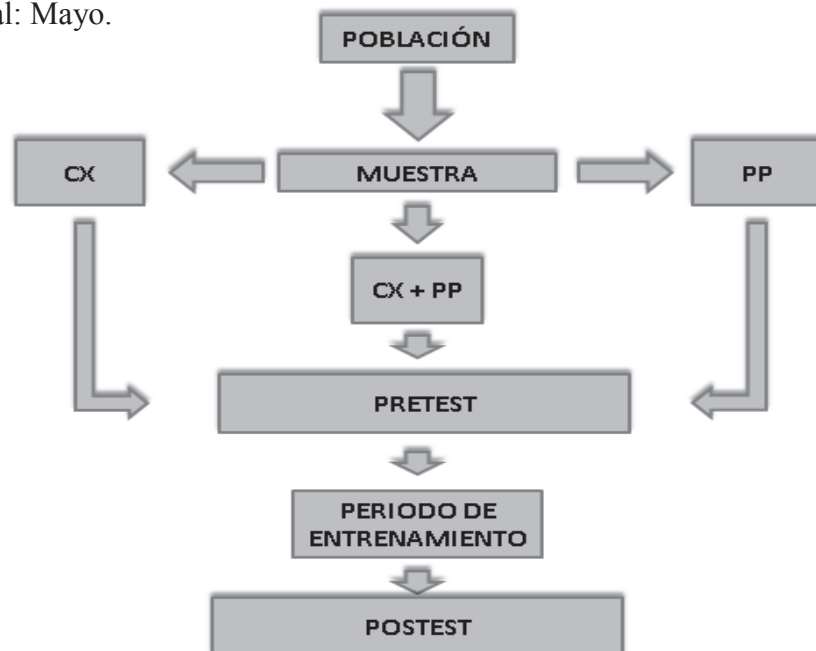 al: Mayo.
POBLACIÓN
CX
MUESTRA
PP
CX + PP
PRETEST
PERIODO DE
ENTRENAMIENTO
POSTEST